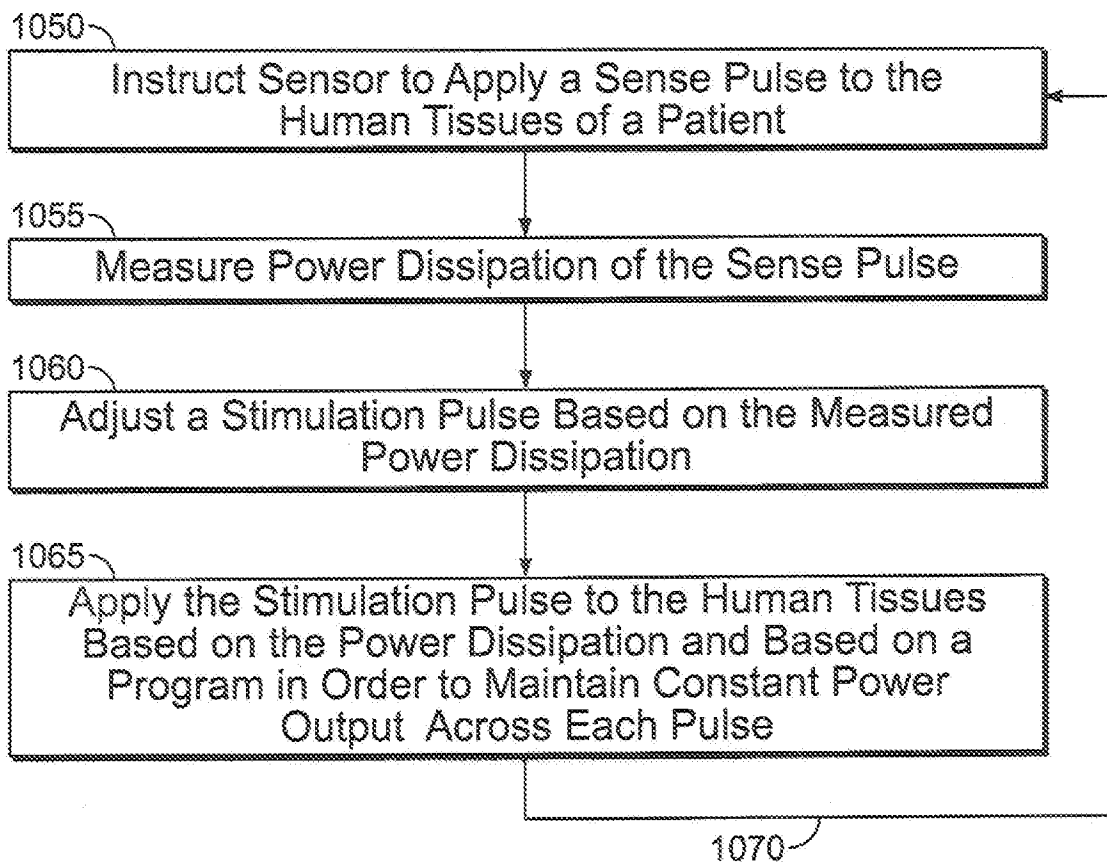 1050
Instruct Sensor to Apply a Sense Pulse to the
Human Tissues of a Patient
1055
Measure Power Dissipation of the Sense Pulse
1060
Adjust a Stimulation Pulse Based on the Measured
Power Dissipation
1065
Apply the Stimulation Pulse to the Human Tissues
Based on the Power Dissipation and Based on a
Program in Order to Maintain Constant Power
Output Across Each Pulse
1070